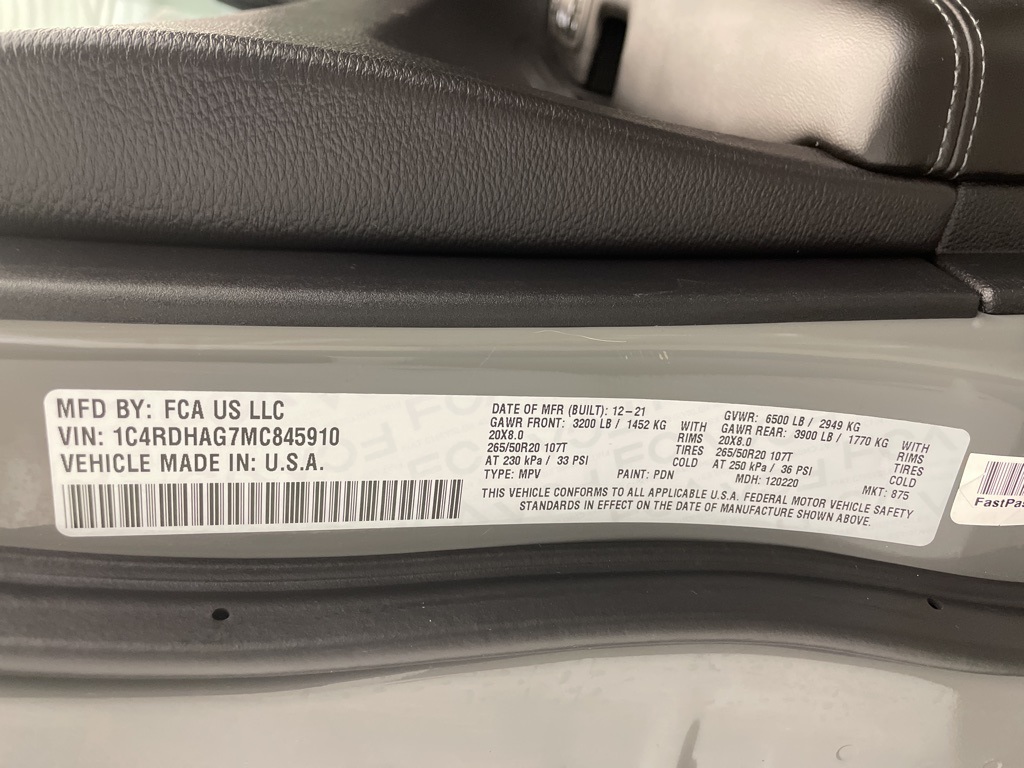 MFD BY: FCA US LLC
VIN: 1C4RDHAG7MC845910
VEHICLE MADE IN: U.S.A.
DATE OF MFR (BUILT): 12-21 GVWR: 6500 LB / 2949 KG
GAWR FRONT: 3200 LB / 1452 KG WITH GAWR REAR: 3900 LB / 1770 KG WITH
20X8.0 RIMS 20X8.0 RIMS
265/50R20 107T TIRES 265/50R20 107T TIRES
AT 230 kPa / 33 PSI COLD AT 250 kPa / 36 PSI COLD
TYPE: MPV PAINT: PDN MDH: 120220 MKT: 875
THIS VEHICLE CONFORMS TO ALL APPLICABLE U.S.A. FEDERAL MOTOR VEHICLE SAFETY
STANDARDS IN EFFECT ON THE DATE OF MANUFACTURE SHOWN ABOVE.
FastPas